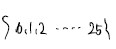 { 0, 1, 2 ----- 25 }